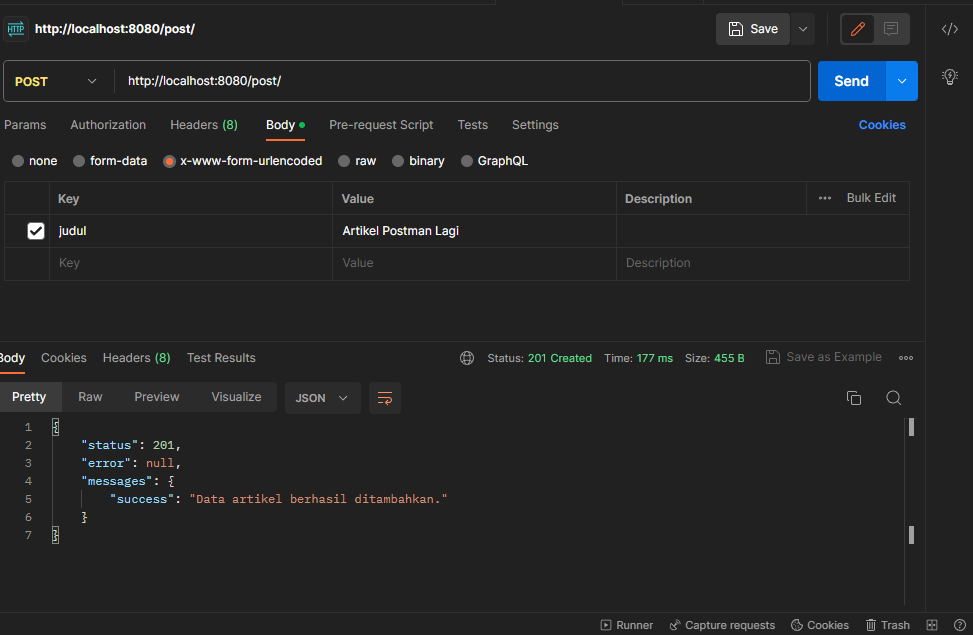 HTTP http://localhost:8080/post/ Save
POST http://localhost:8080/post/ Send
Params Authorization Headers (8) Body Pre-request Script Tests Settings Cookies
none form-data x-www-form-urlencoded raw binary GraphQL
Key Value Description ••• Bulk Edit
judul Artikel Postman Lagi
Key Value Description
Body Cookies Headers (8) Test Results Status: 201 Created Time: 177 ms Size: 455 B Save as Example
Pretty Raw Preview Visualize JSON
1 {
2 "status": 201,
3 "error": null,
4 "messages": {
5 "success": "Data artikel berhasil ditambahkan."
6 }
7 }
Runner Capture requests Cookies Trash